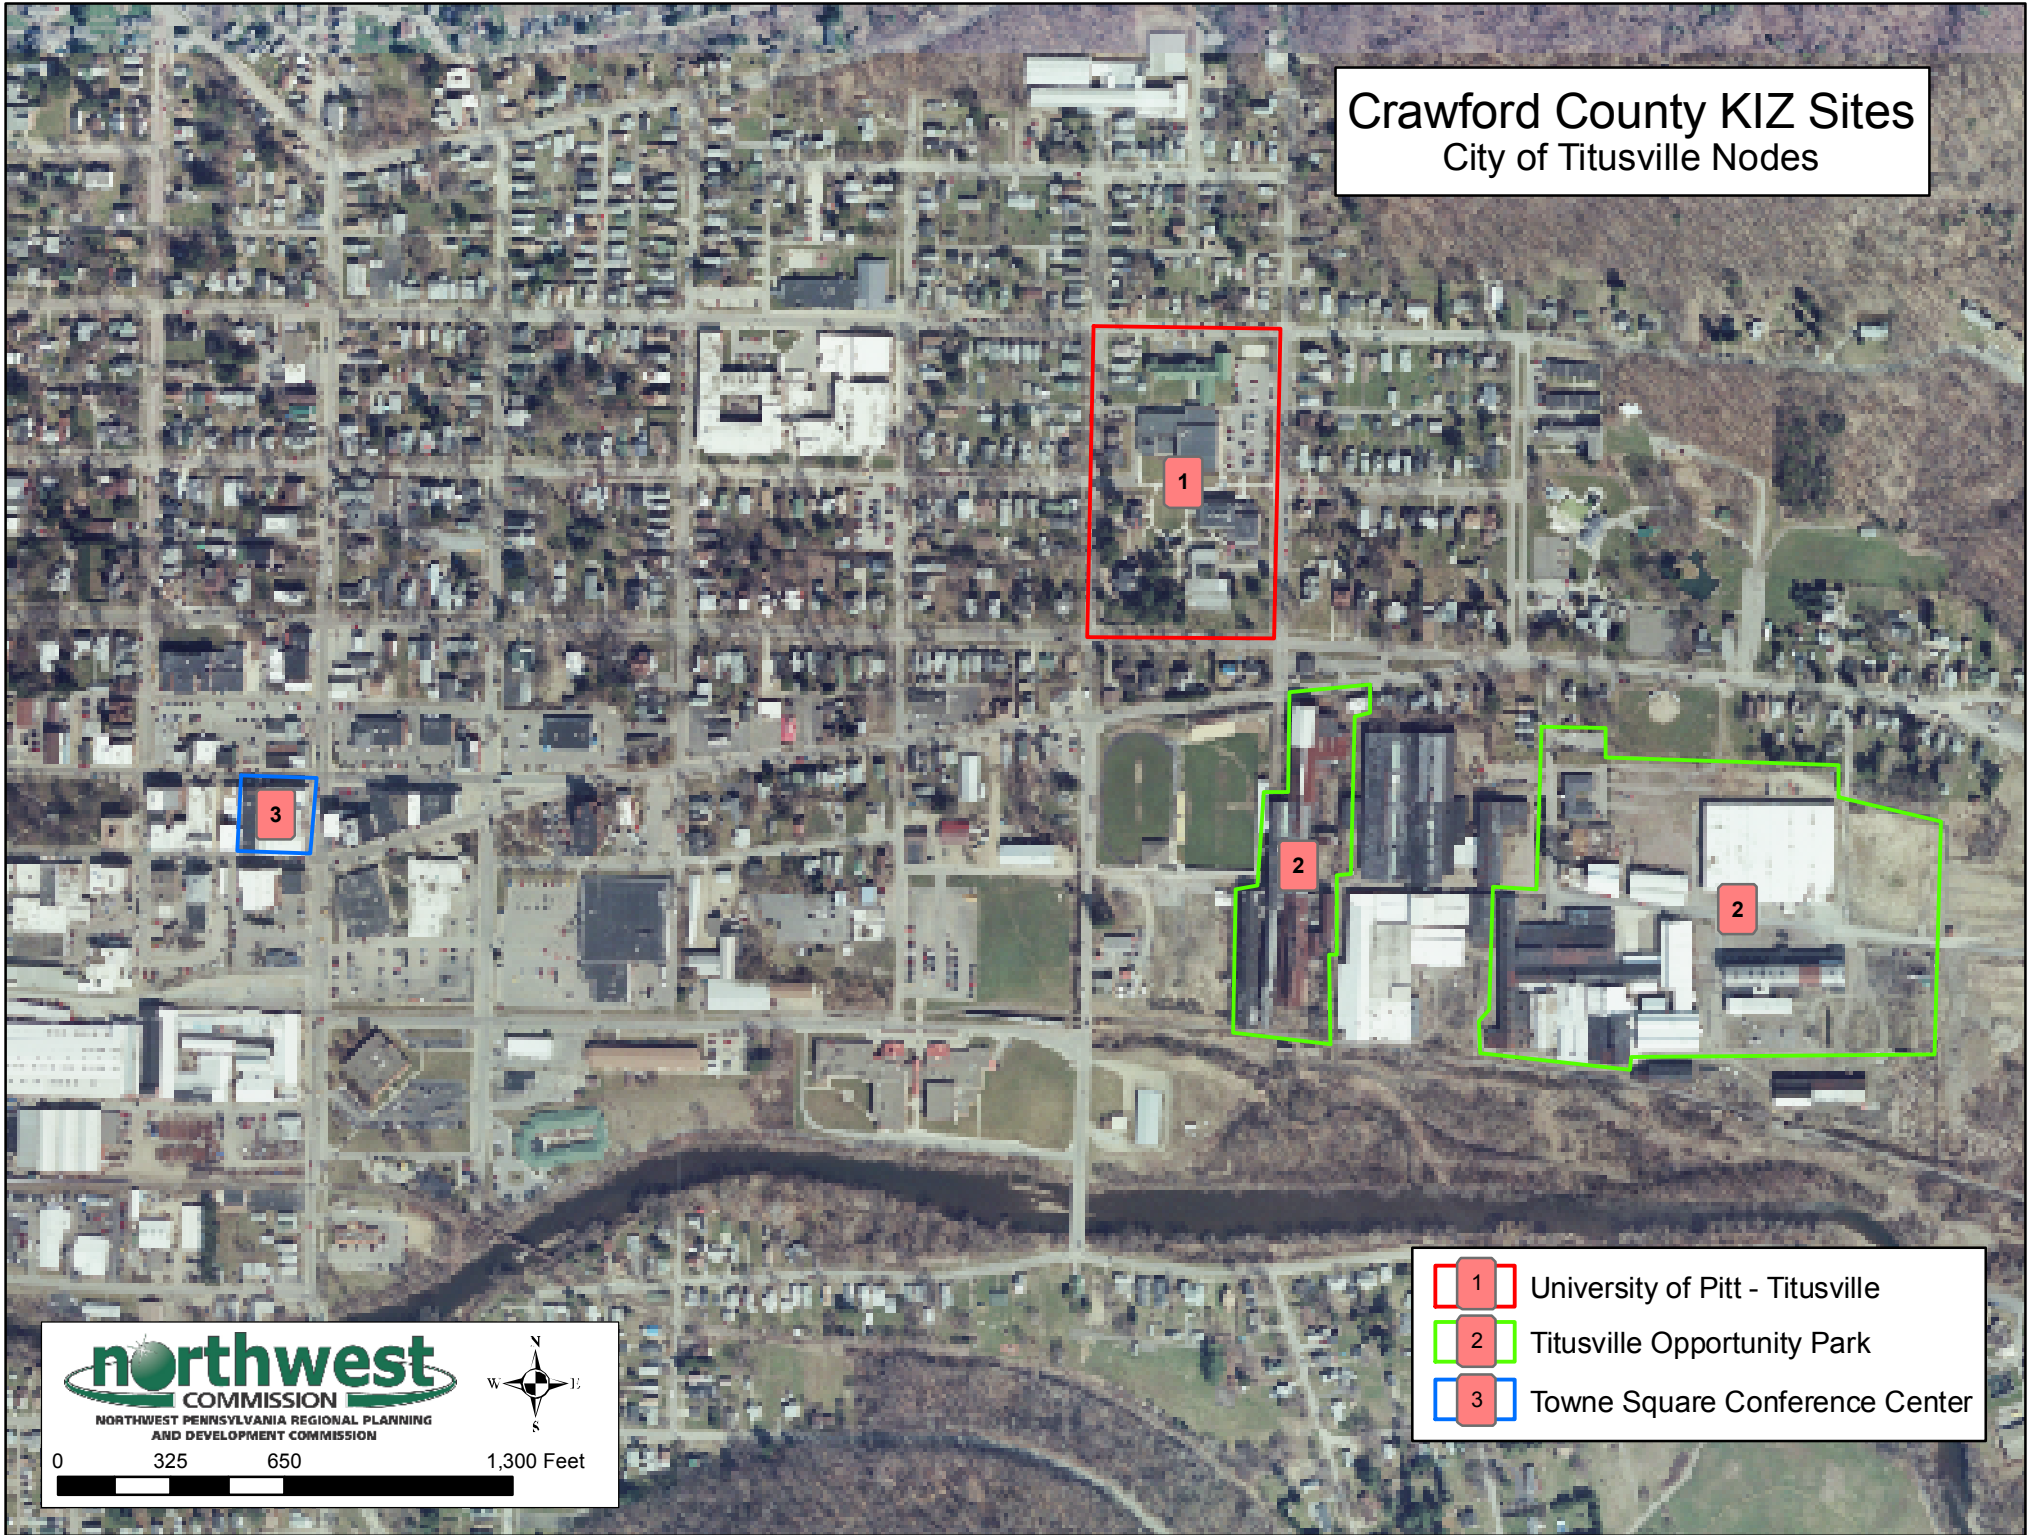 Crawford County KIZ Sites
City of Titusville Nodes
1
2
2
3
1 University of Pitt - Titusville
2 Titusville Opportunity Park
3 Towne Square Conference Center
northwest
COMMISSION
NORTHWEST PENNSYLVANIA REGIONAL PLANNING
AND DEVELOPMENT COMMISSION
N
W E
S
0 325 650 1,300 Feet